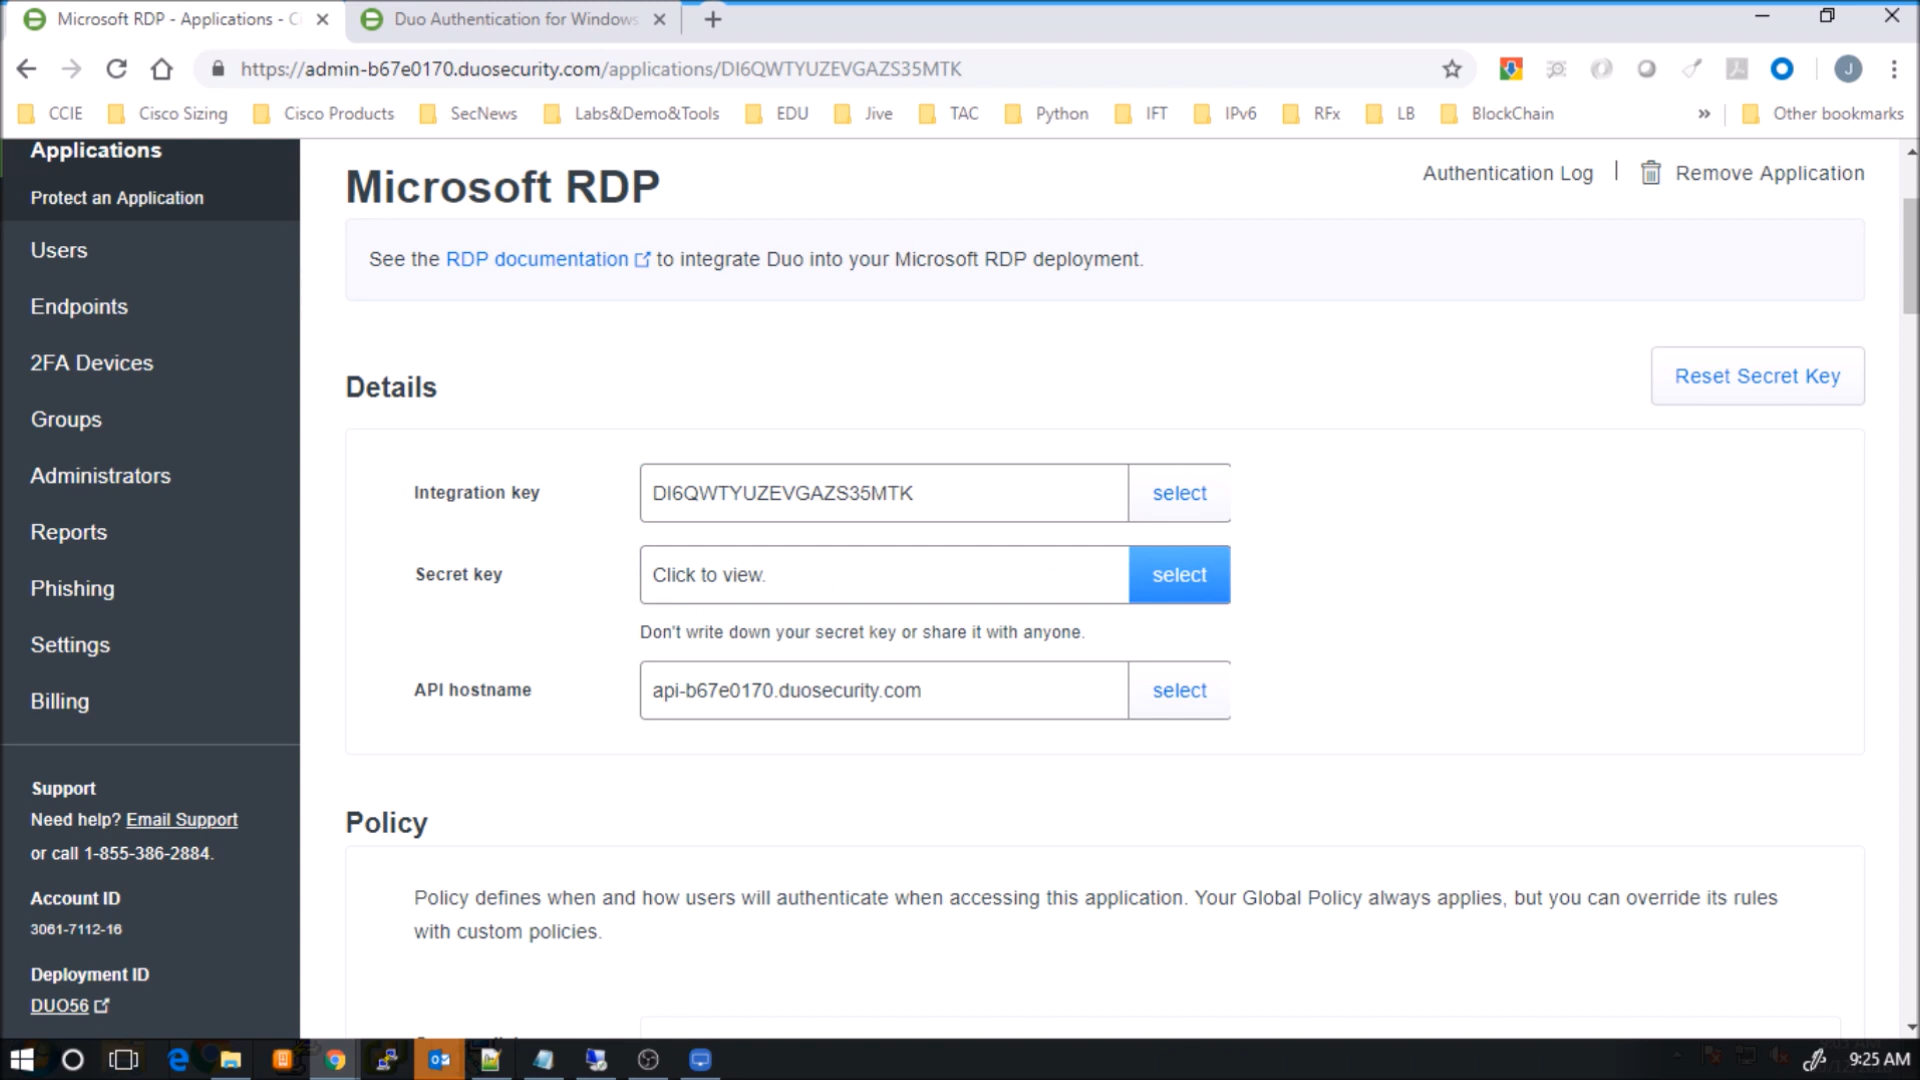 Microsoft RDP - Applications - C
Duo Authentication for Windows
https://admin-b67e0170.duosecurity.com/applications/DI6QWTYUZEVGAZS35MTK
J
CCIE
Cisco Sizing
Cisco Products
SecNews
Labs&Demo&Tools
EDU
Jive
TAC
Python
IFT
IPv6
RFx
LB
BlockChain
»
Other bookmarks
Applications
Protect an Application
Users
Endpoints
2FA Devices
Groups
Administrators
Reports
Phishing
Settings
Billing
Support
Need help? Email Support
or call 1-855-386-2884.
Account ID
3061-7112-16
Deployment ID
DUO56
Microsoft RDP
Authentication Log | Remove Application
See the RDP documentation to integrate Duo into your Microsoft RDP deployment.
Details
Reset Secret Key
Integration key
DI6QWTYUZEVGAZS35MTK
select
Secret key
Click to view.
select
Don't write down your secret key or share it with anyone.
API hostname
api-b67e0170.duosecurity.com
select
Policy
Policy defines when and how users will authenticate when accessing this application. Your Global Policy always applies, but you can override its rules
with custom policies.
9:25 AM